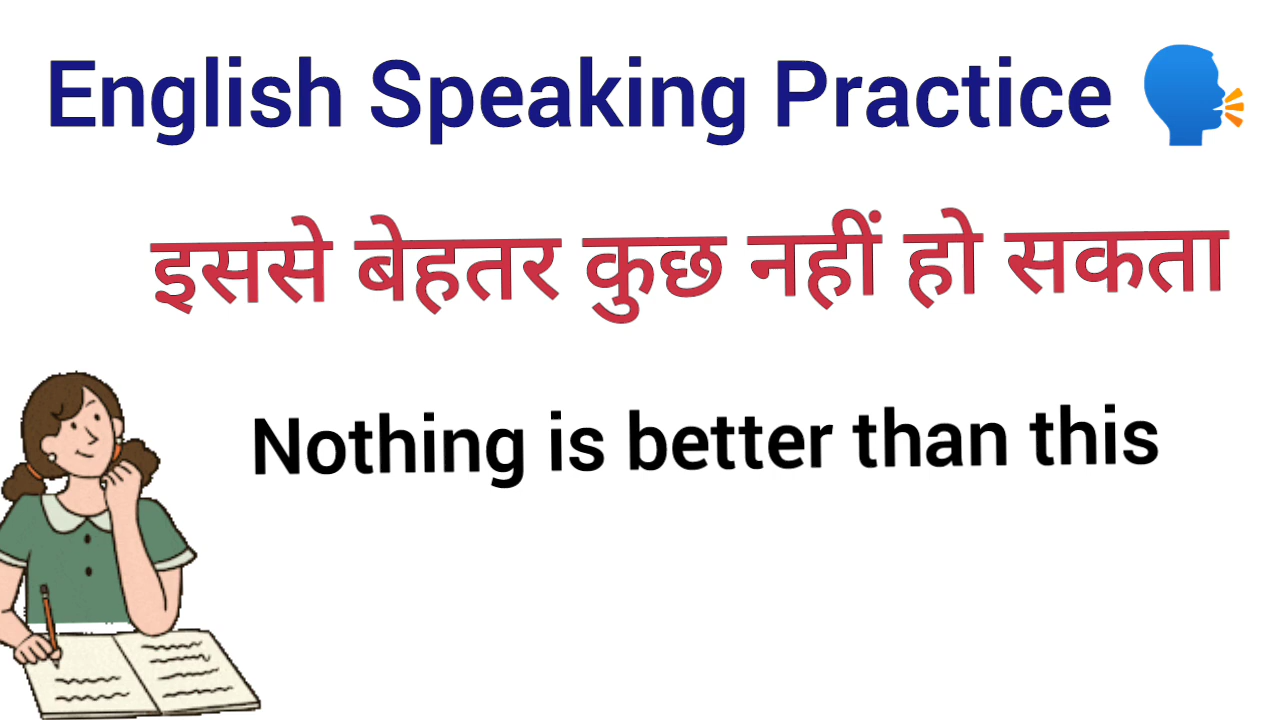 English Speaking Practice
इससे बेहतर कुछ नहीं हो सकता
Nothing is better than this